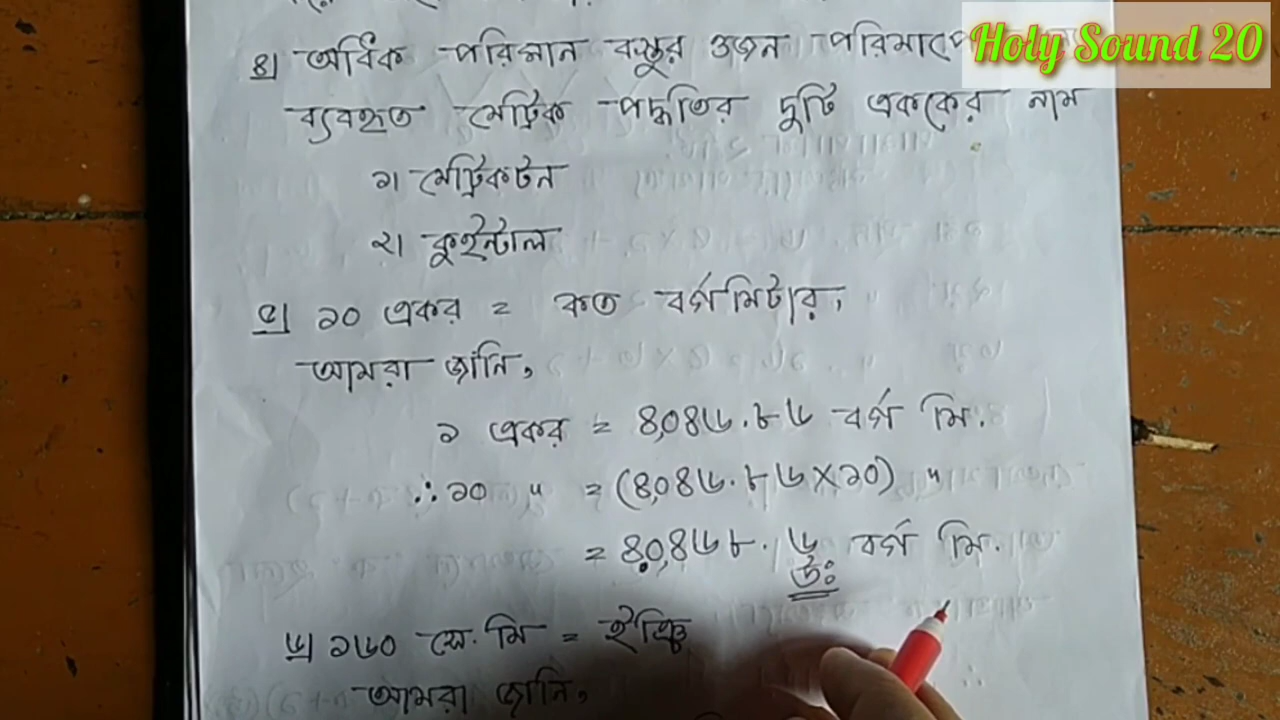 Holy Sound 20
৪| অধিক পরিমান বস্তুর ওজন পরিমাপে
ব্যবহৃত মেট্রিক পদ্ধতির দুটি এককের নাম
১। মেট্রিকটন
২। কুইন্টাল
৫| ১০ একর = কত বর্গমিটার,
আমরা জানি,
১ একর = ৪,০৪৬.৮৬ বর্গ মি.
∴ ১০ " = (৪,০৪৬.৮৬×১০) "
= ৪০,৪৬৮.৬ বর্গ মি.
উঃ
৬| ১৬০ সে. মি = ইঞ্চি
আমরা জানি,